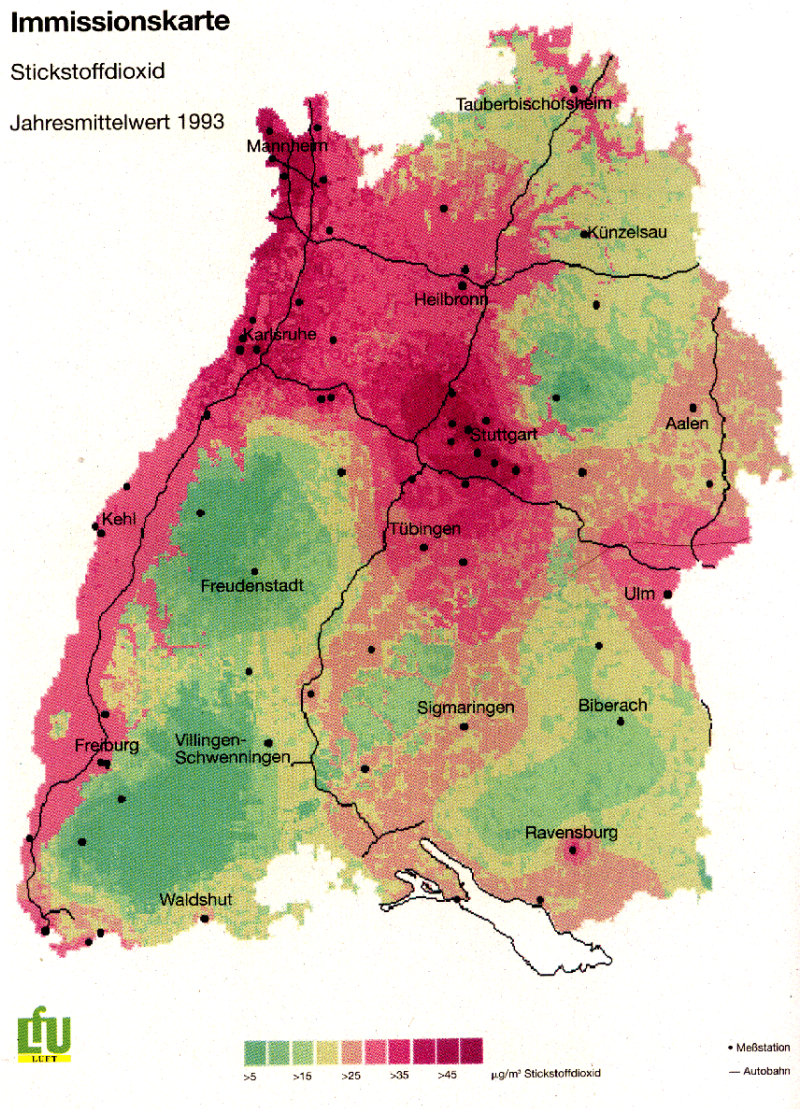 Immissionskarte
Stickstoffdioxid
Jahresmittelwert 1993
Tauberbischofsheim
Mannheim
Künzelsau
Heilbronn
Karlsruhe
Aalen
Stuttgart
Kehl
Tübingen
Freudenstadt
Ulm
Sigmaringen
Biberach
Freiburg
Villingen-
Schwenningen
Ravensburg
Waldshut
LfU
LUFT
>5 >15 >25 >35 >45 µg/m³ Stickstoffdioxid
• Meßstation
— Autobahn